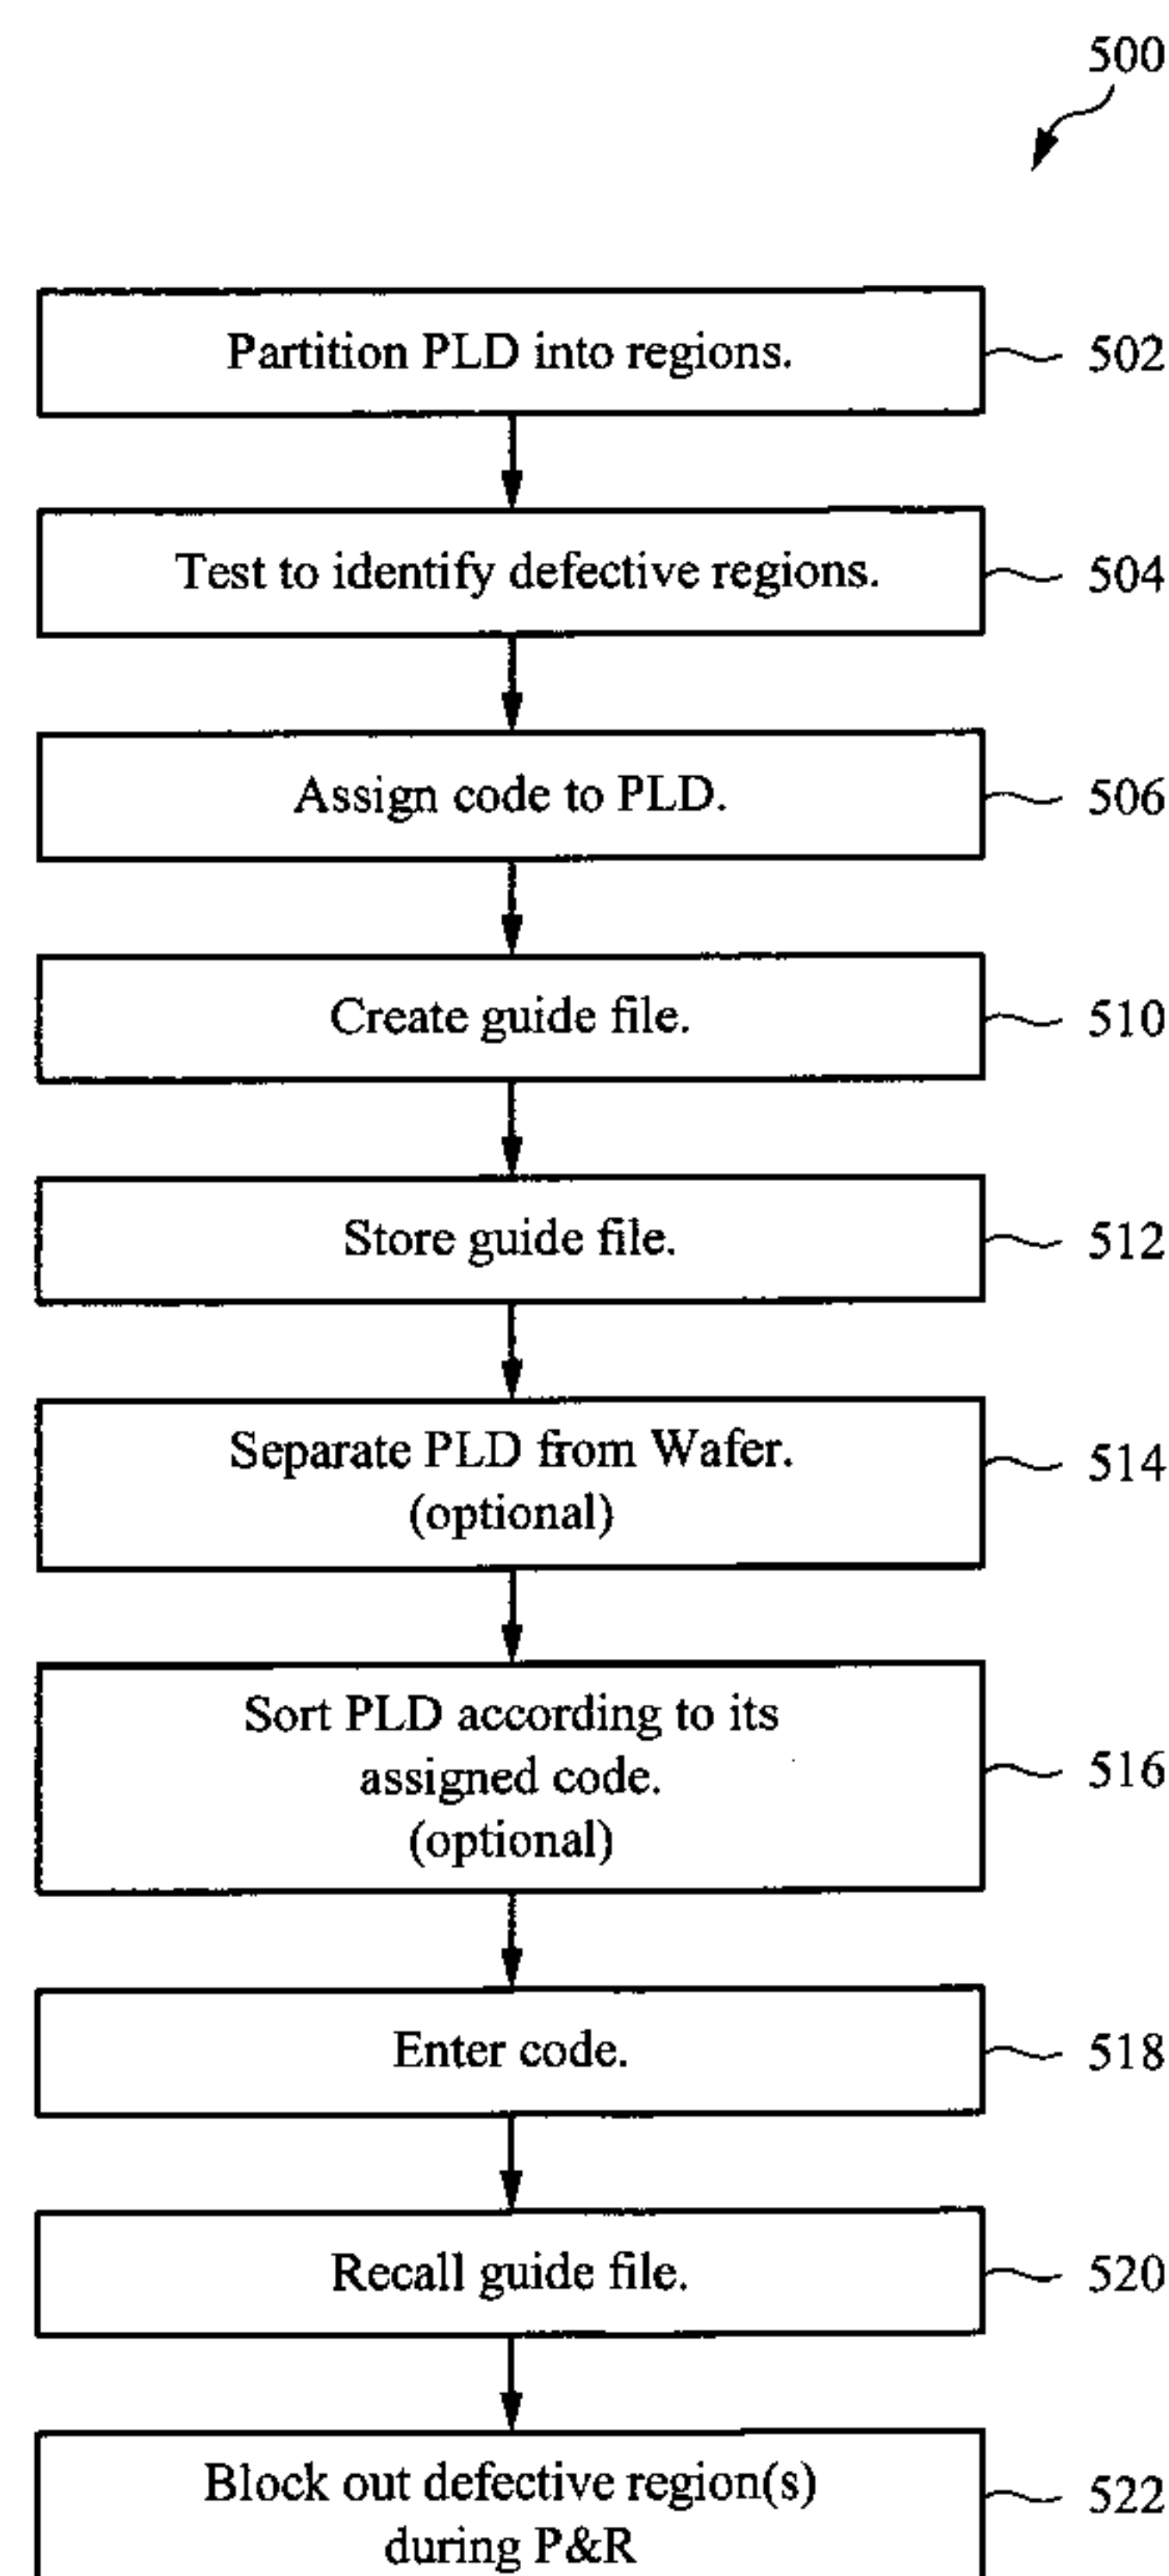 500
Partition PLD into regions.
502
Test to identify defective regions.
504
Assign code to PLD.
506
Create guide file.
510
Store guide file.
512
Separate PLD from Wafer.
(optional)
514
Sort PLD according to its
assigned code.
(optional)
516
Enter code.
518
Recall guide file.
520
Block out defective region(s)
during P&R
522